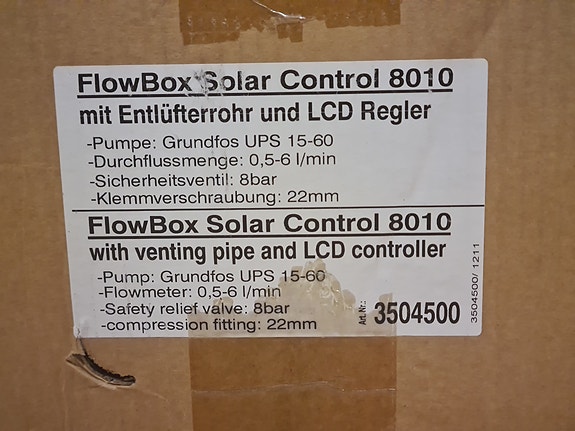 FlowBox Solar Control 8010
mit Entlüfterrohr und LCD Regler
-Pumpe: Grundfos UPS 15-60
-Durchflussmenge: 0,5-6 l/min
-Sicherheitsventil: 8bar
-Klemmverschraubung: 22mm
FlowBox Solar Control 8010
with venting pipe and LCD controller
-Pump: Grundfos UPS 15-60
-Flowmeter: 0,5-6 l/min
-Safety relief valve: 8bar
-compression fitting: 22mm
Art. Nr.: 3504500
3504500/ 1211